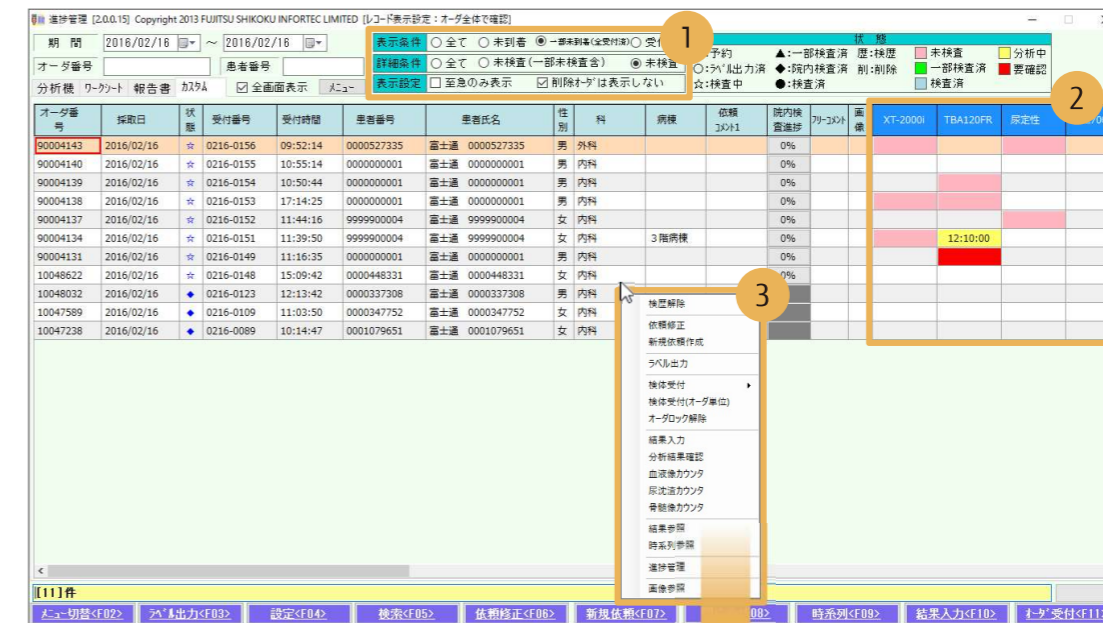 進捗管理 [2.0.0.15] Copyright 2013 FUJITSU SHIKOKU INFORTEC LIMITED [レコード表示設定：オーダ全体で確認]
期 間 2016/02/16 ～ 2016/02/16
オーダ番号 患者番号
分析機 ワークシート 報告書 カスタム 全画面表示 メニュー
表示条件 全て 未到着 一部未到着(全受付済) 受付
詳細条件 全て 未検査(一部未検査含) 未検査
表示設定 至急のみ表示 削除オーダは表示しない
1
状 態
:予約 ▲:一部検査済 歴:検歴 未検査 分析中
○:ラベル出力済 ◆:院内検査済 削:削除 一部検査済 要確認
☆:検査中 ●:検査済 検査済
2
オーダ番号 採取日 状態 受付番号 受付時間 患者番号 患者氏名 性別 科 病棟 依頼コメント1 院内検査進捗 フリーコメント 画像 XT-2000i TBA120FR 尿定性
90004143 2016/02/16 ☆ 0216-0156 09:52:14 0000527335 富士通 0000527335 男 外科 0%
90004140 2016/02/16 ☆ 0216-0155 10:55:14 0000000001 富士通 0000000001 男 内科 0%
90004139 2016/02/16 ☆ 0216-0154 10:50:44 0000000001 富士通 0000000001 男 内科 0%
90004138 2016/02/16 ☆ 0216-0153 17:14:25 0000000001 富士通 0000000001 男 内科 0%
90004137 2016/02/16 ☆ 0216-0152 11:44:16 9999900004 富士通 9999900004 女 内科 0%
90004134 2016/02/16 ☆ 0216-0151 11:39:50 9999900004 富士通 9999900004 女 内科 3階病棟 0% 12:10:00
90004131 2016/02/16 ☆ 0216-0149 11:16:35 0000000001 富士通 0000000001 男 内科 0%
10048622 2016/02/16 ☆ 0216-0148 15:09:42 0000448331 富士通 0000448331 女 内科 0%
10048032 2016/02/16 ◆ 0216-0123 12:13:42 0000337308 富士通 0000337308 男 内科
10047589 2016/02/16 ◆ 0216-0109 11:03:50 0000347752 富士通 0000347752 女 内科
10047238 2016/02/16 ◆ 0216-0089 10:14:47 0001079651 富士通 0001079651 女 内科
3
検歴解除
依頼修正
新規依頼作成
ラベル出力
検体受付
検体受付(オーダ単位)
オーダロック解除
結果入力
分析結果確認
血液像カウンタ
尿沈渣カウンタ
骨髄像カウンタ
結果参照
時系列参照
進捗管理
画像参照
[11]件
メニュー切替<F02> ラベル出力<F03> 設定<F04> 検索<F05> 依頼修正<F06> 新規依頼<F07> 時系列<F09> 結果入力<F10> オーダ受付<F11>